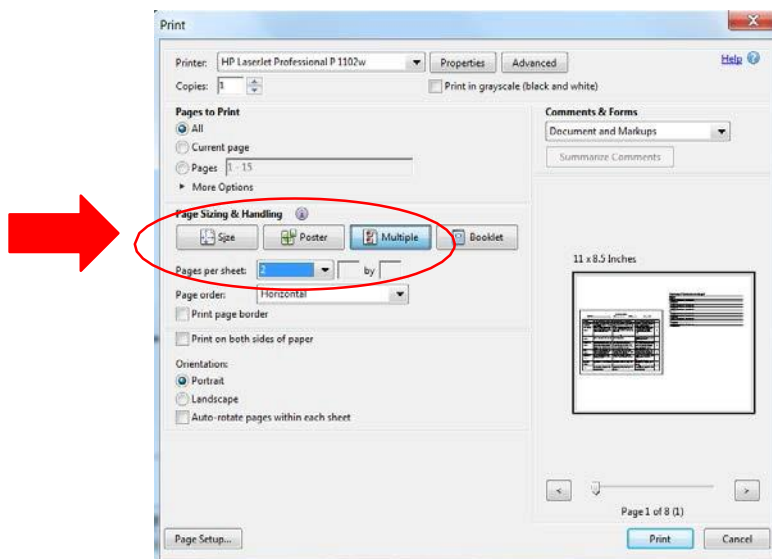 Print
Printer: HP LaserJet Professional P 1102w Properties Advanced Help
Copies: 1 Print in grayscale (black and white)
Pages to Print Comments & Forms
All Document and Markups
Current page Summarize Comments
Pages 1 - 15
More Options
Page Sizing & Handling
Size Poster Multiple Booklet
11 x 8.5 Inches
Pages per sheet: 2 by
Page order: Horizontal
Print page border
Print on both sides of paper
Orientation:
Portrait
Landscape
Auto-rotate pages within each sheet
< >
Page 1 of 8 (1)
Page Setup... Print Cancel